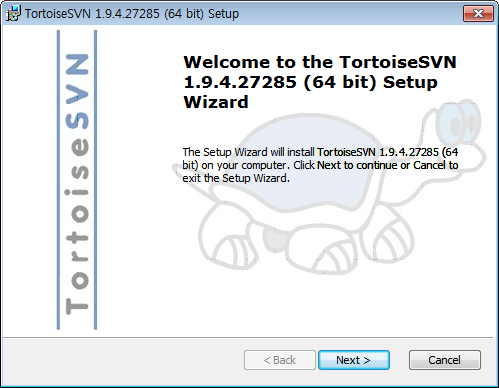 TortoiseSVN 1.9.4.27285 (64 bit) Setup
TortoiseSVN
Welcome to the TortoiseSVN
1.9.4.27285 (64 bit) Setup
Wizard
The Setup Wizard will install TortoiseSVN 1.9.4.27285 (64
bit) on your computer. Click Next to continue or Cancel to
exit the Setup Wizard.
< Back
Next >
Cancel